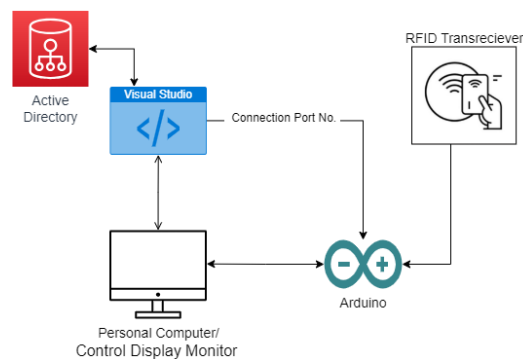 RFID Transreciever
Active
Directory
Visual Studio
</>
Connection Port No.
Arduino
Personal Computer/
Control Display Monitor